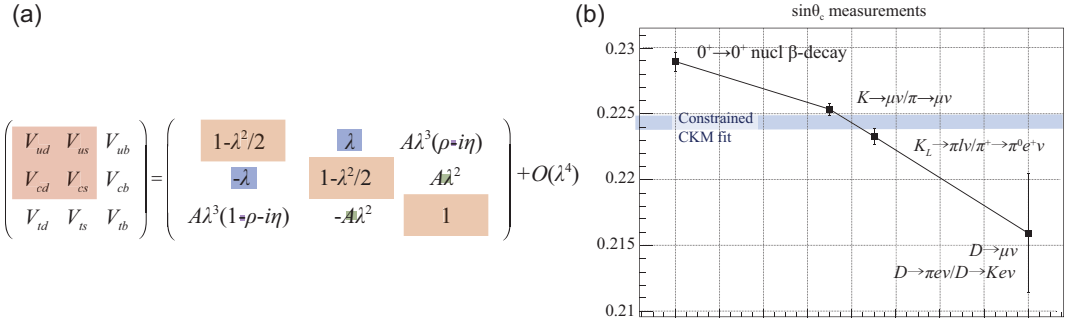 (a)
V_ud V_us V_ub
V_cd V_cs V_cb
V_td V_ts V_tb
=
1-λ²/2 λ Aλ³(ρ-iη)
-λ 1-λ²/2 Aλ²
Aλ³(1-ρ-iη) -Aλ² 1
+O(λ⁴)
(b)
sinθ_c measurements
0.23
0.225
0.22
0.215
0.21
0⁺→0⁺ nucl β-decay
K→μν/π→μν
Constrained
CKM fit
K_L→πlν/π⁺→π⁰e⁺ν
D→μν
D→πeν/D→Keν